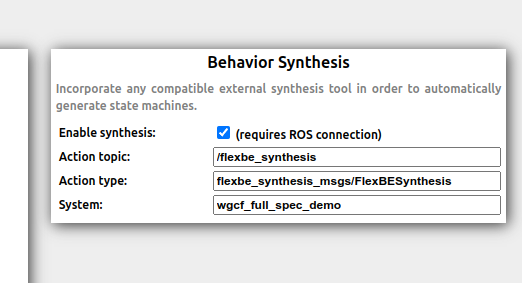 Behavior Synthesis
Incorporate any compatible external synthesis tool in order to automatically
generate state machines.
Enable synthesis: (requires ROS connection)
Action topic: /flexbe_synthesis
Action type: flexbe_synthesis_msgs/FlexBESynthesis
System: wgcf_full_spec_demo